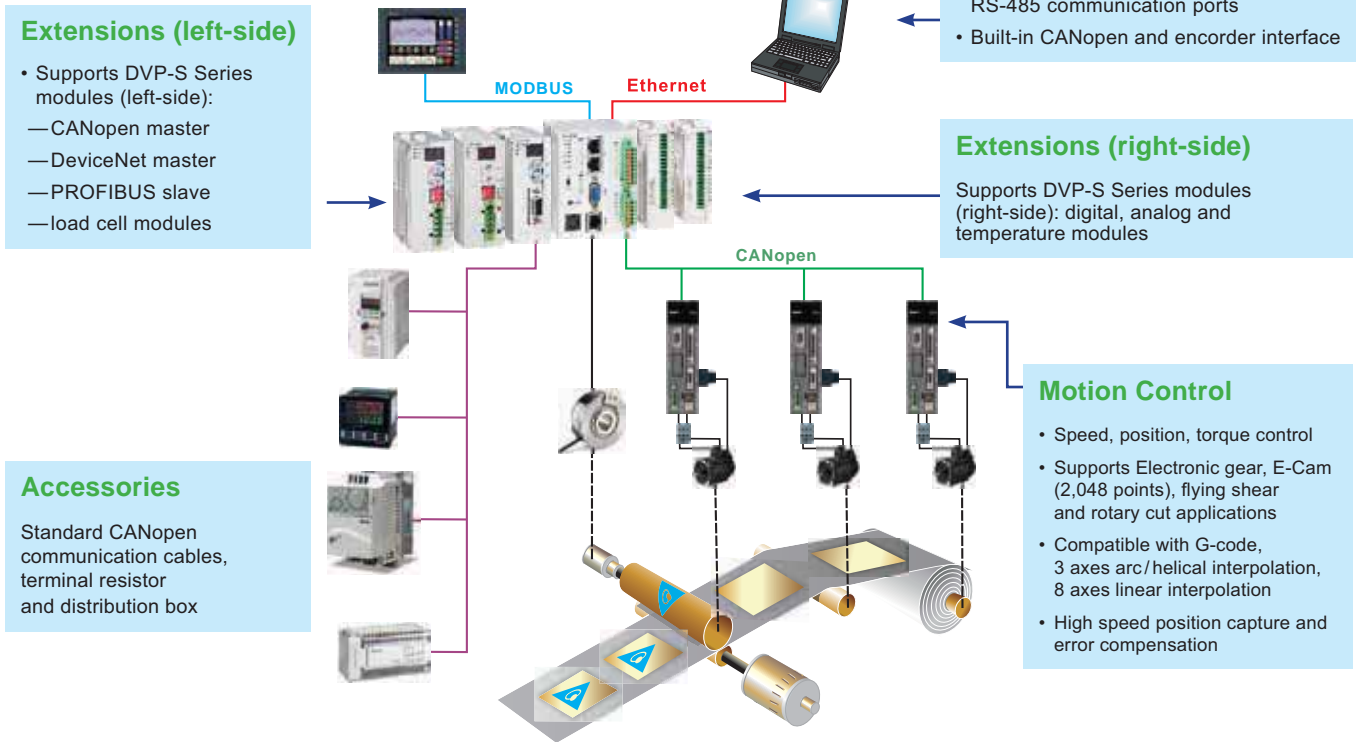 RS-485 communication ports
• Built-in CANopen and encorder interface
Extensions (left-side)
• Supports DVP-S Series
modules (left-side):
—CANopen master
—DeviceNet master
—PROFIBUS slave
—load cell modules
MODBUS
Ethernet
Extensions (right-side)
Supports DVP-S Series modules
(right-side): digital, analog and
temperature modules
CANopen
Motion Control
• Speed, position, torque control
• Supports Electronic gear, E-Cam
(2,048 points), flying shear
and rotary cut applications
• Compatible with G-code,
3 axes arc/helical interpolation,
8 axes linear interpolation
• High speed position capture and
error compensation
Accessories
Standard CANopen
communication cables,
terminal resistor
and distribution box